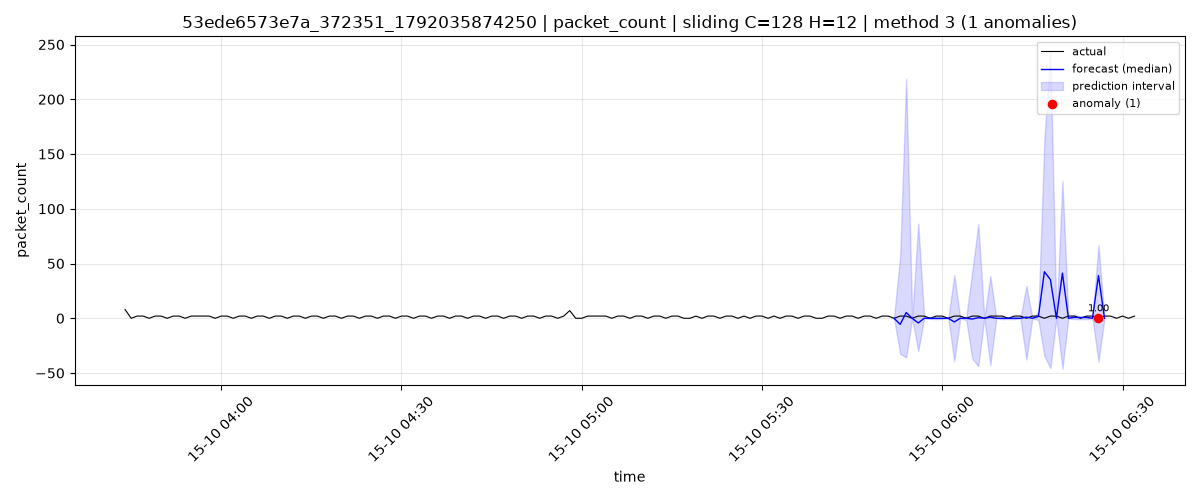 53ede6573e7a_372351_1792035874250 | packet_count | sliding C=128 H=12 | method 3 (1 anomalies)
250
200
150
100
50
0
−50
packet_count
actual
forecast (median)
prediction interval
anomaly (1)
1.00
15-10 04:00
15-10 04:30
15-10 05:00
15-10 05:30
15-10 06:00
15-10 06:30
time